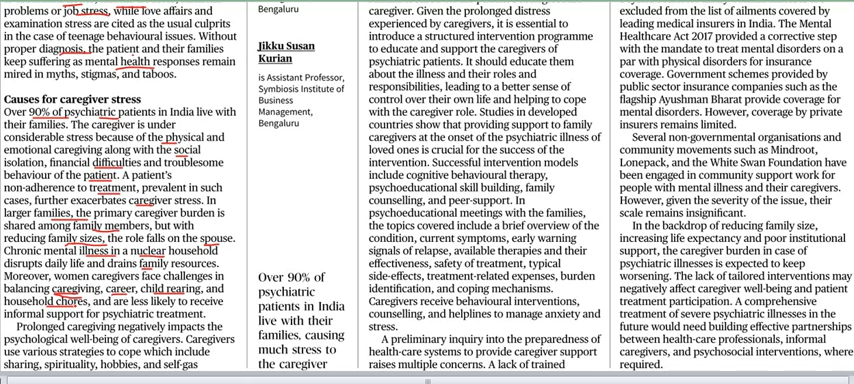 problems or job stress, while love affairs and
examination stress are cited as the usual culprits
in the case of teenage behavioural issues. Without
proper diagnosis, the patient and their families
keep suffering as mental health responses remain
mired in myths, stigmas, and taboos.
Causes for caregiver stress
Over 90% of psychiatric patients in India live with
their families. The caregiver is under
considerable stress because of the physical and
emotional caregiving along with the social
isolation, financial difficulties and troublesome
behaviour of the patient. A patient's
non-adherence to treatment, prevalent in such
cases, further exacerbates caregiver stress. In
larger families, the primary caregiver burden is
shared among family members, but with
reducing family sizes, the role falls on the spouse.
Chronic mental illness in a nuclear household
disrupts daily life and drains family resources.
Moreover, women caregivers face challenges in
balancing caregiving, career, child rearing, and
household chores, and are less likely to receive
informal support for psychiatric treatment.
Prolonged caregiving negatively impacts the
psychological well-being of caregivers. Caregivers
use various strategies to cope which include
sharing, spirituality, hobbies, and self-gas
Bengaluru
Jikku Susan
Kurian
is Assistant Professor,
Symbiosis Institute of
Business
Management,
Bengaluru
Over 90% of
psychiatric
patients in India
live with their
families, causing
much stress to
the caregiver
caregiver. Given the prolonged distress
experienced by caregivers, it is essential to
introduce a structured intervention programme
to educate and support the caregivers of
psychiatric patients. It should educate them
about the illness and their roles and
responsibilities, leading to a better sense of
control over their own life and helping to cope
with the caregiver role. Studies in developed
countries show that providing support to family
caregivers at the onset of the psychiatric illness of
loved ones is crucial for the success of the
intervention. Successful intervention models
include cognitive behavioural therapy,
psychoeducational skill building, family
counselling, and peer-support. In
psychoeducational meetings with the families,
the topics covered include a brief overview of the
condition, current symptoms, early warning
signals of relapse, available therapies and their
effectiveness, safety of treatment, typical
side-effects, treatment-related expenses, burden
identification, and coping mechanisms.
Caregivers receive behavioural interventions,
counselling, and helplines to manage anxiety and
stress.
A preliminary inquiry into the preparedness of
health-care systems to provide caregiver support
raises multiple concerns. A lack of trained
excluded from the list of ailments covered by
leading medical insurers in India. The Mental
Healthcare Act 2017 provided a corrective step
with the mandate to treat mental disorders on a
par with physical disorders for insurance
coverage. Government schemes provided by
public sector insurance companies such as the
flagship Ayushman Bharat provide coverage for
mental disorders. However, coverage by private
insurers remains limited.
Several non-governmental organisations and
community movements such as Mindroot,
Lonepack, and the White Swan Foundation have
been engaged in community support work for
people with mental illness and their caregivers.
However, given the severity of the issue, their
scale remains insignificant.
In the backdrop of reducing family size,
increasing life expectancy and poor institutional
support, the caregiver burden in case of
psychiatric illnesses is expected to keep
worsening. The lack of tailored interventions may
negatively affect caregiver well-being and patient
treatment participation. A comprehensive
treatment of severe psychiatric illnesses in the
future would need building effective partnerships
between health-care professionals, informal
caregivers, and psychosocial interventions, where
required.